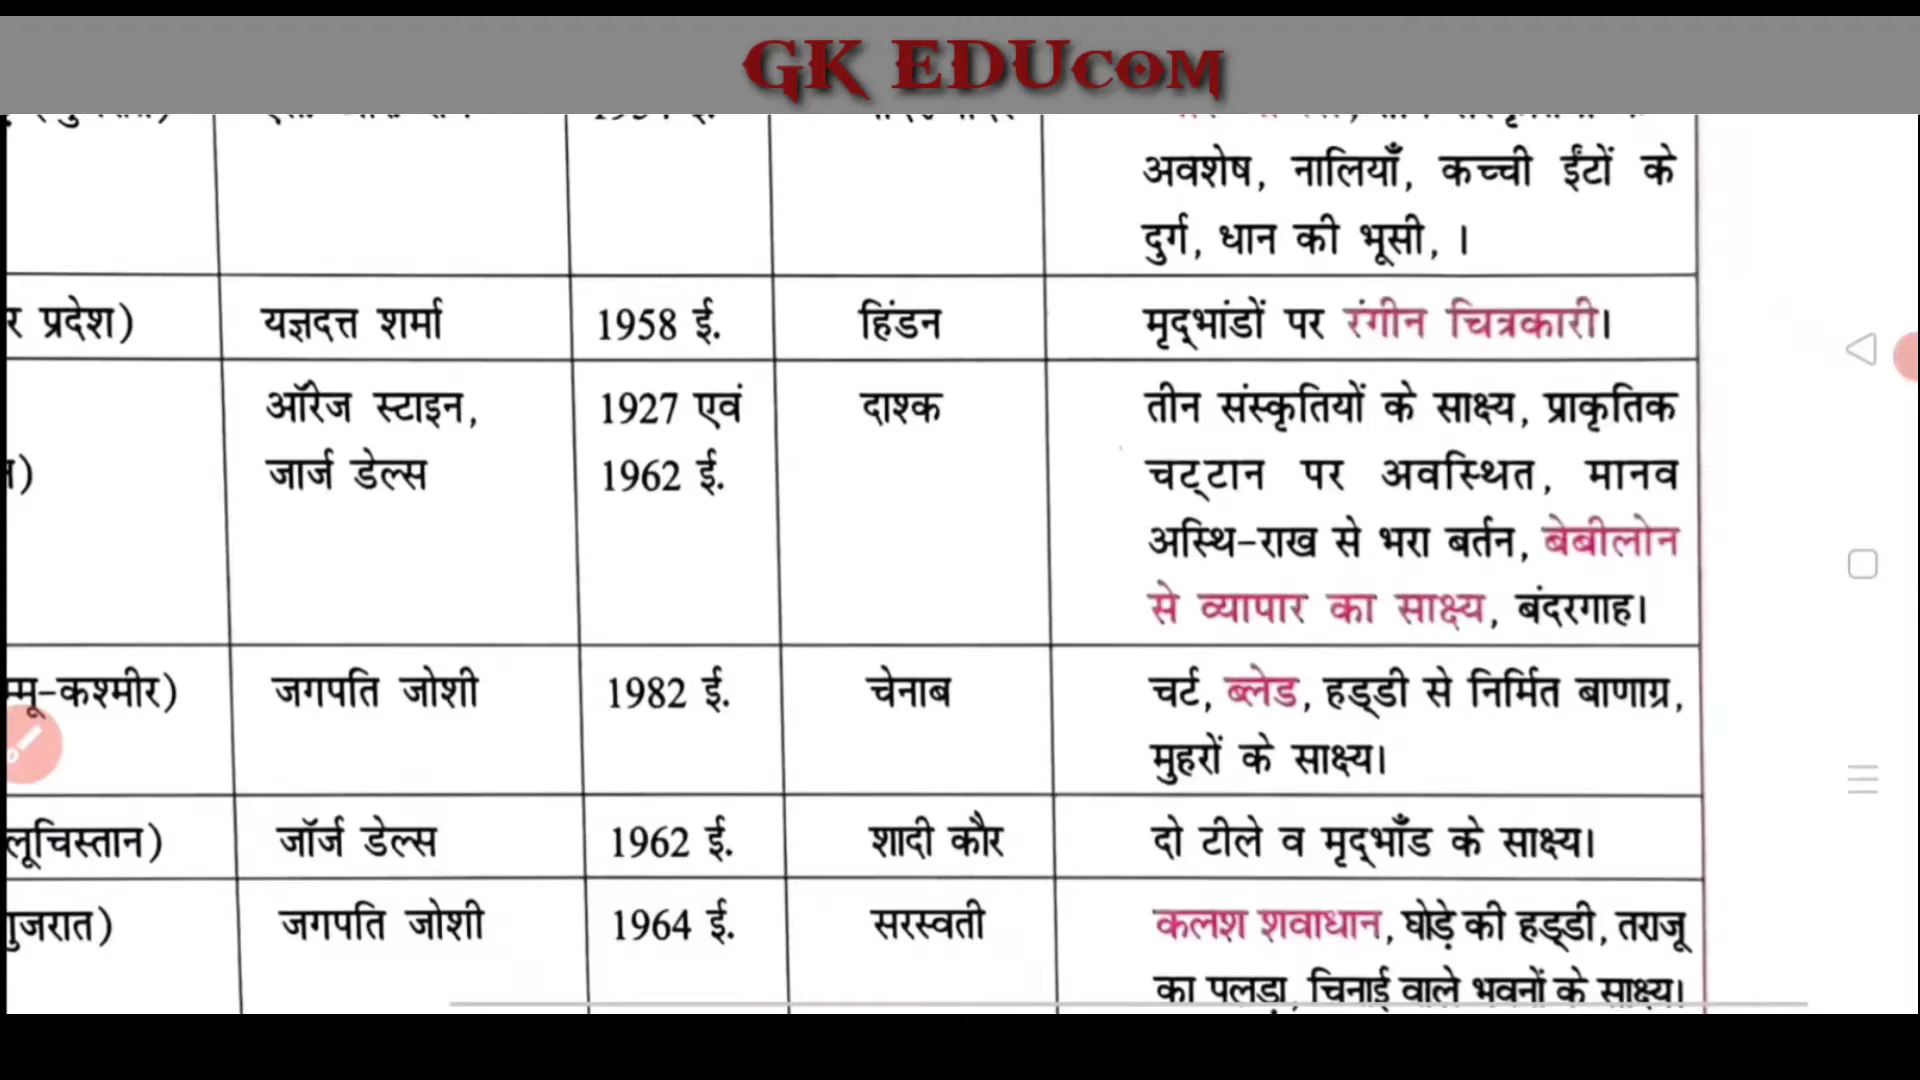 GK EDUCOM
अवशेष, नालियाँ, कच्ची ईंटों के
दुर्ग, धान की भूसी, ।
र प्रदेश) यज्ञदत्त शर्मा 1958 ई. हिंडन मृद्भांडों पर रंगीन चित्रकारी।
ऑरेज स्टाइन, 1927 एवं दाश्क तीन संस्कृतियों के साक्ष्य, प्राकृतिक
न) जार्ज डेल्स 1962 ई. चट्टान पर अवस्थित, मानव
अस्थि-राख से भरा बर्तन, बेबीलोन
से व्यापार का साक्ष्य, बंदरगाह।
म्मू-कश्मीर) जगपति जोशी 1982 ई. चेनाब चर्ट, ब्लेड, हड्डी से निर्मित बाणाग्र,
मुहरों के साक्ष्य।
लूचिस्तान) जॉर्ज डेल्स 1962 ई. शादी कौर दो टीले व मृद्भाँड के साक्ष्य।
गुजरात) जगपति जोशी 1964 ई. सरस्वती कलश शवाधान, घोड़े की हड्डी, तराजू
का पलड़ा, चिनाई वाले भवनों के साक्ष्य।